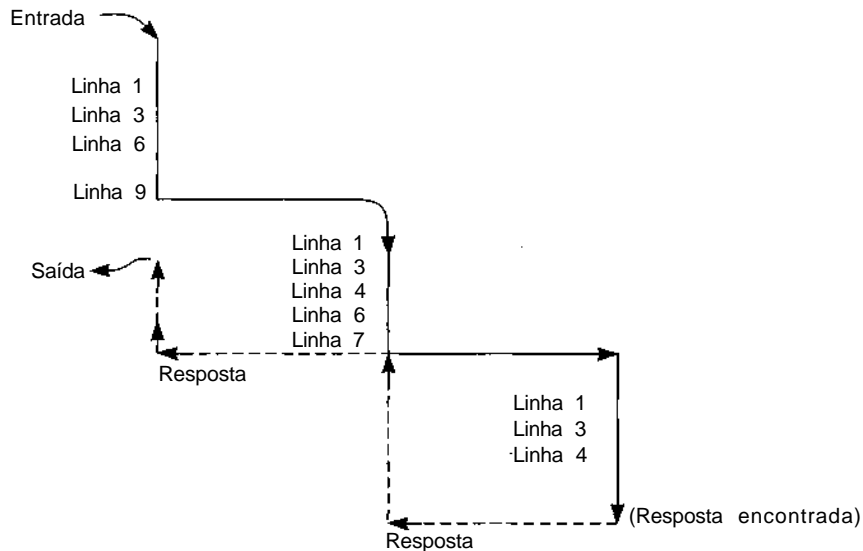 Entrada
Linha 1
Linha 3
Linha 6
Linha 9
Linha 1
Linha 3
Linha 4
Linha 6
Linha 7
Saída
Resposta
Linha 1
Linha 3
Linha 4
(Resposta encontrada)
Resposta